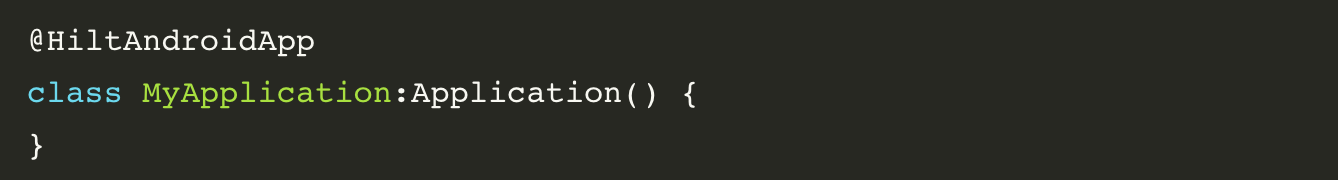 @HiltAndroidApp
class MyApplication:Application() {
}